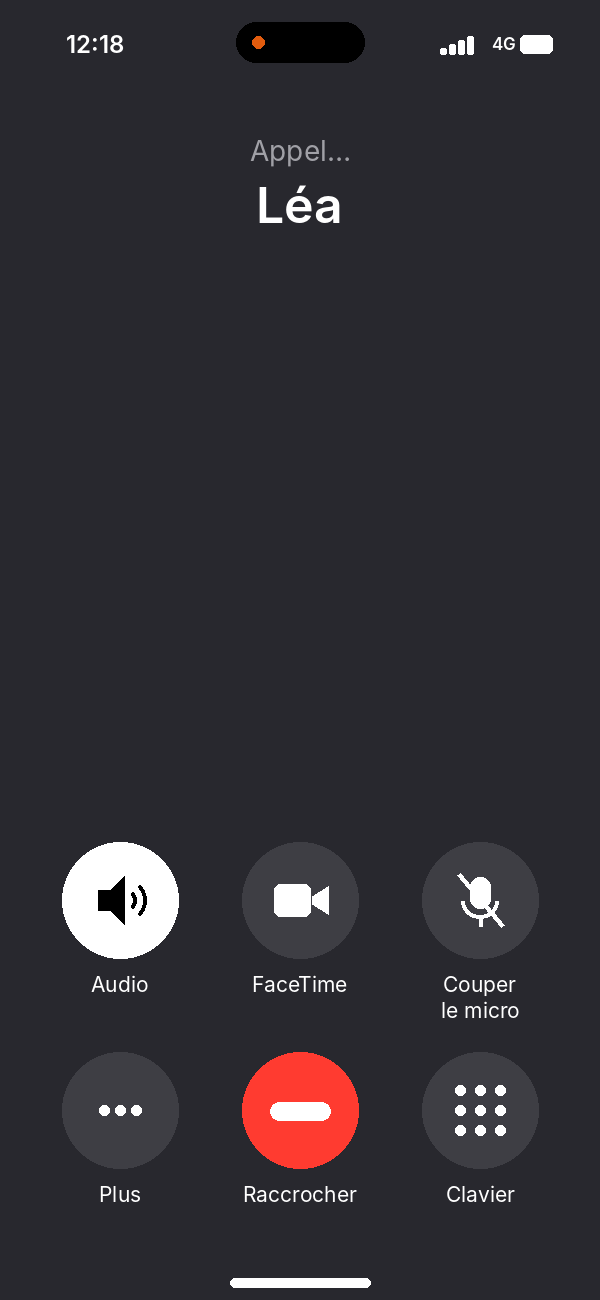 12:18
4G
Appel...
Léa
Audio
FaceTime
Couper
le micro
Plus
Raccrocher
Clavier